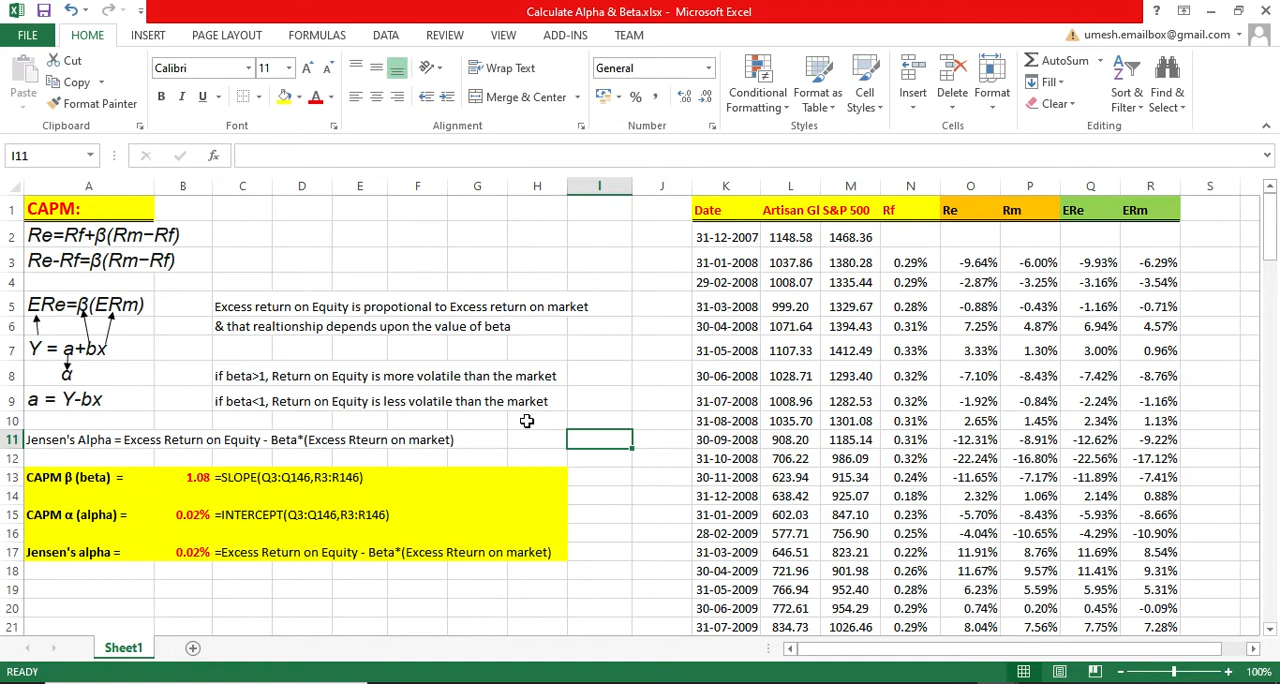 Calculate Alpha & Beta.xlsx - Microsoft Excel
FILE HOME INSERT PAGE LAYOUT FORMULAS DATA REVIEW VIEW ADD-INS TEAM umesh.emailbox@gmail.com
Paste Cut Copy Format Painter
Calibri 11 B I U
Wrap Text Merge & Center
General
Conditional Formatting Format as Table Cell Styles
Insert Delete Format
AutoSum Fill Clear Sort & Filter Find & Select
Clipboard Font Alignment Number Styles Cells Editing
I11 fx
A B C D E F G H I J K L M N O P Q R S
1 CAPM: Date Artisan Gl S&P 500 Rf Re Rm ERe ERm
2 Re=Rf+β(Rm−Rf) 31-12-2007 1148.58 1468.36
3 Re-Rf=β(Rm−Rf) 31-01-2008 1037.86 1380.28 0.29% -9.64% -6.00% -9.93% -6.29%
4 29-02-2008 1008.07 1335.44 0.29% -2.87% -3.25% -3.16% -3.54%
5 ERe=β(ERm) Excess return on Equity is propotional to Excess return on market 31-03-2008 999.20 1329.67 0.28% -0.88% -0.43% -1.16% -0.71%
6 & that realtionship depends upon the value of beta 30-04-2008 1071.64 1394.43 0.31% 7.25% 4.87% 6.94% 4.57%
7 Y = a+bx 31-05-2008 1107.33 1412.49 0.33% 3.33% 1.30% 3.00% 0.96%
8 α if beta>1, Return on Equity is more volatile than the market 30-06-2008 1028.71 1293.40 0.32% -7.10% -8.43% -7.42% -8.76%
9 a = Y-bx if beta<1, Return on Equity is less volatile than the market 31-07-2008 1008.96 1282.53 0.32% -1.92% -0.84% -2.24% -1.16%
10 31-08-2008 1035.70 1301.08 0.31% 2.65% 1.45% 2.34% 1.13%
11 Jensen's Alpha = Excess Return on Equity - Beta*(Excess Rteurn on market) 30-09-2008 908.20 1185.14 0.31% -12.31% -8.91% -12.62% -9.22%
12 31-10-2008 706.22 986.09 0.32% -22.24% -16.80% -22.56% -17.12%
13 CAPM β (beta) = 1.08 =SLOPE(Q3:Q146,R3:R146) 30-11-2008 623.94 915.34 0.24% -11.65% -7.17% -11.89% -7.41%
14 31-12-2008 638.42 925.07 0.18% 2.32% 1.06% 2.14% 0.88%
15 CAPM α (alpha) = 0.02% =INTERCEPT(Q3:Q146,R3:R146) 31-01-2009 602.03 847.10 0.23% -5.70% -8.43% -5.93% -8.66%
16 28-02-2009 577.71 756.90 0.25% -4.04% -10.65% -4.29% -10.90%
17 Jensen's alpha = 0.02% =Excess Return on Equity - Beta*(Excess Rteurn on market) 31-03-2009 646.51 823.21 0.22% 11.91% 8.76% 11.69% 8.54%
18 30-04-2009 721.96 901.98 0.26% 11.67% 9.57% 11.41% 9.31%
19 31-05-2009 766.94 952.40 0.28% 6.23% 5.59% 5.95% 5.31%
20 30-06-2009 772.61 954.29 0.29% 0.74% 0.20% 0.45% -0.09%
21 31-07-2009 834.73 1026.46 0.29% 8.04% 7.56% 7.75% 7.28%
Sheet1
READY 100%